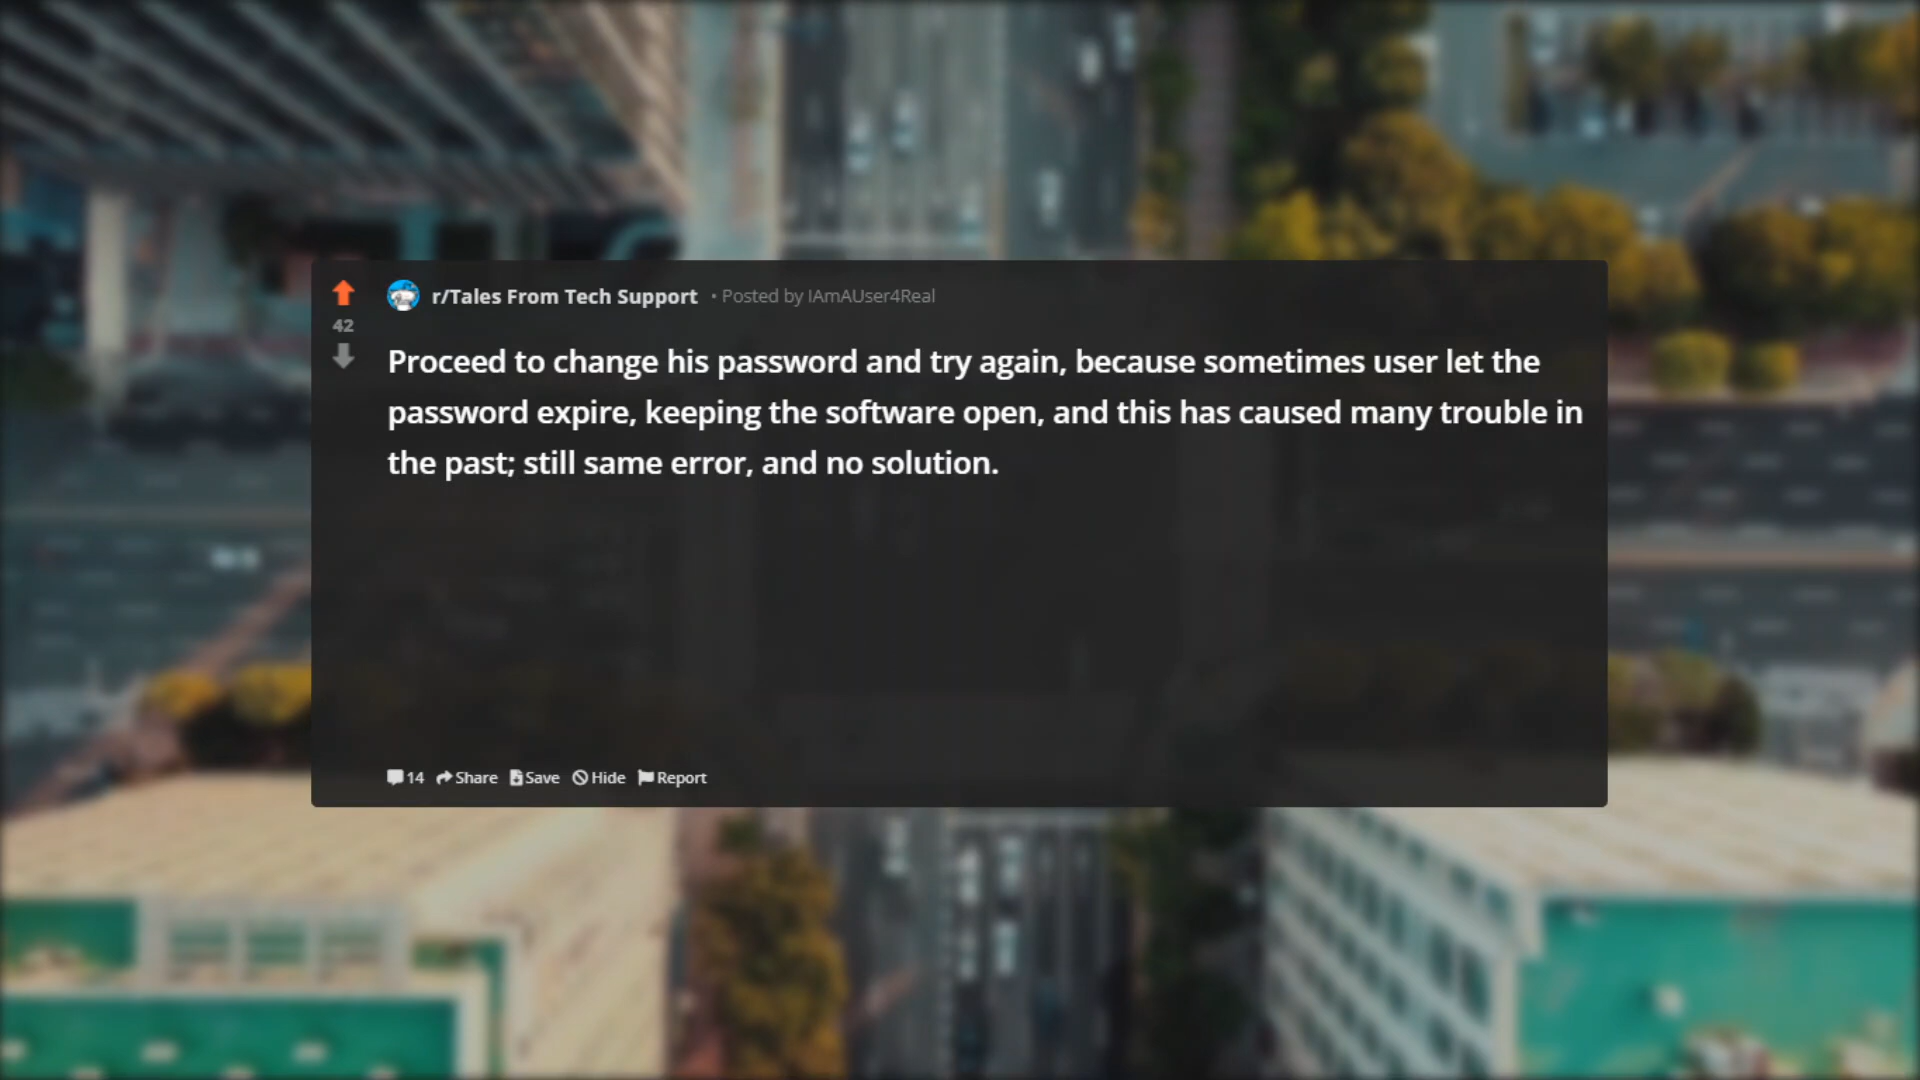 r/Tales From Tech Support • Posted by IAmAUser4Real
42
Proceed to change his password and try again, because sometimes user let the
password expire, keeping the software open, and this has caused many trouble in
the past; still same error, and no solution.
14 Share Save Hide Report